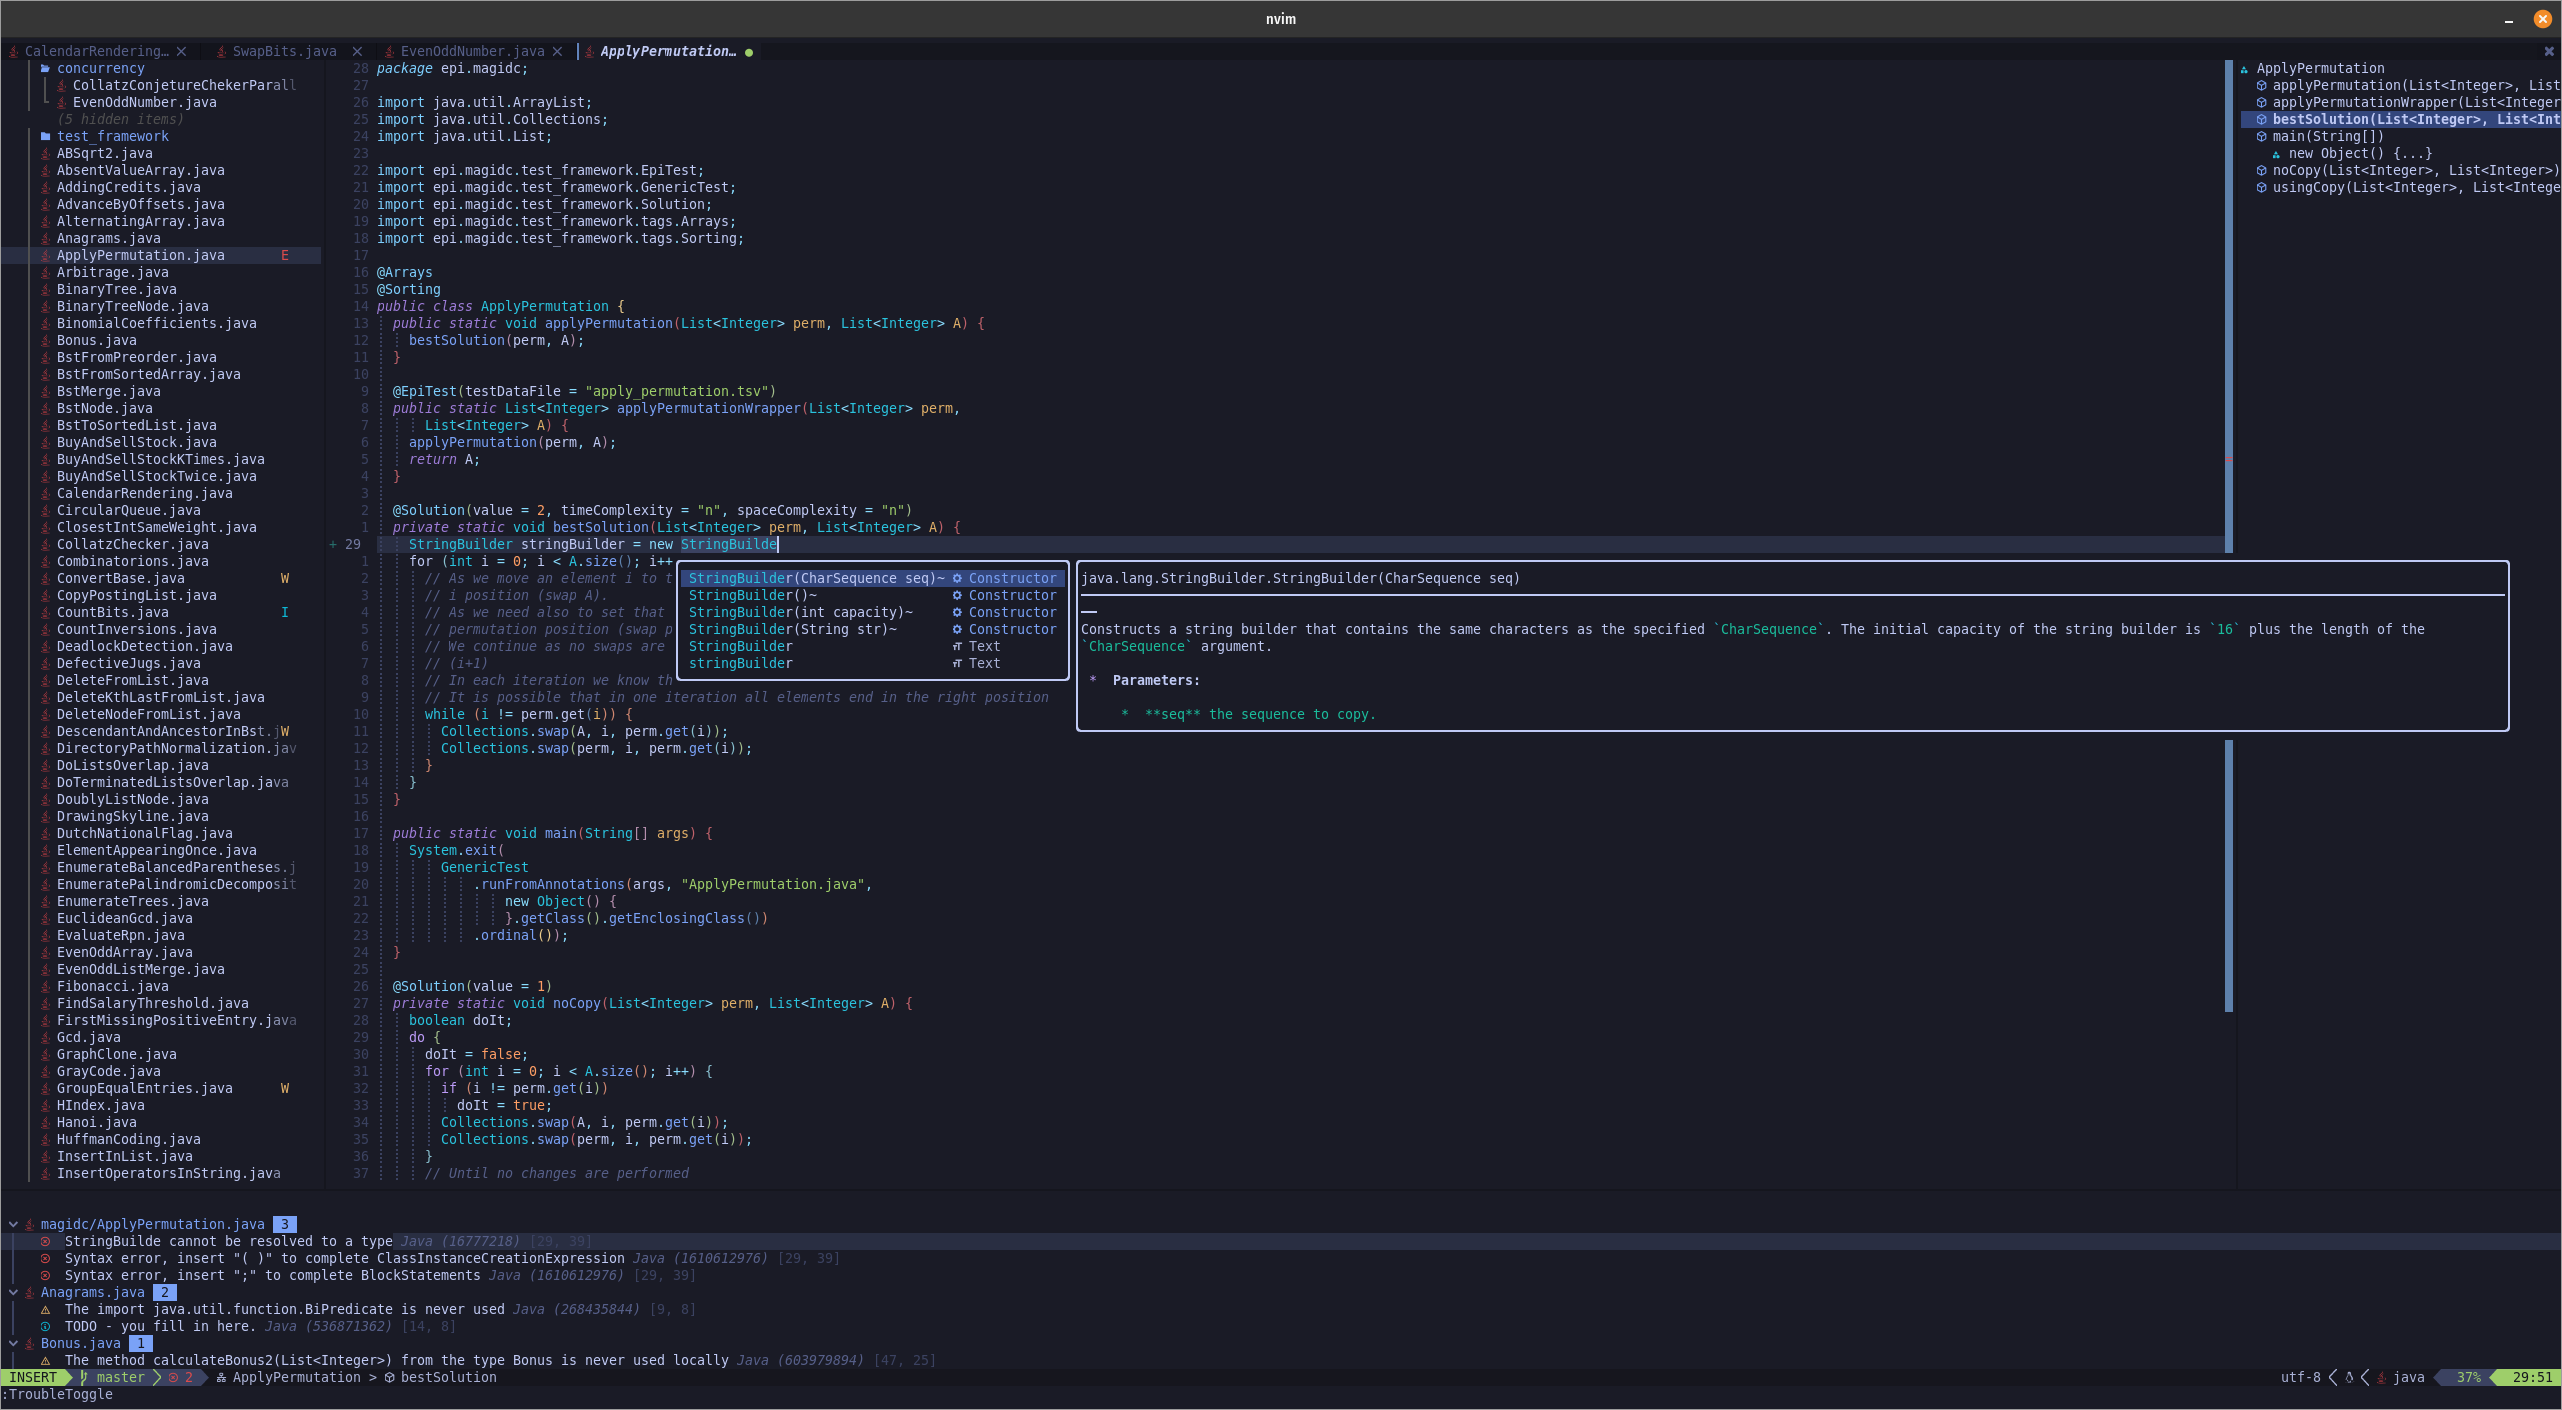 nvim
CalendarRendering… SwapBits.java EvenOddNumber.java ApplyPermutation…
concurrency
CollatzConjetureChekerParall
EvenOddNumber.java
(5 hidden items)
test_framework
ABSqrt2.java
AbsentValueArray.java
AddingCredits.java
AdvanceByOffsets.java
AlternatingArray.java
Anagrams.java
ApplyPermutation.java E
Arbitrage.java
BinaryTree.java
BinaryTreeNode.java
BinomialCoefficients.java
Bonus.java
BstFromPreorder.java
BstFromSortedArray.java
BstMerge.java
BstNode.java
BstToSortedList.java
BuyAndSellStock.java
BuyAndSellStockKTimes.java
BuyAndSellStockTwice.java
CalendarRendering.java
CircularQueue.java
ClosestIntSameWeight.java
CollatzChecker.java
Combinatorions.java
ConvertBase.java W
CopyPostingList.java
CountBits.java I
CountInversions.java
DeadlockDetection.java
DefectiveJugs.java
DeleteFromList.java
DeleteKthLastFromList.java
DeleteNodeFromList.java
DescendantAndAncestorInBst.jW
DirectoryPathNormalization.jav
DoListsOverlap.java
DoTerminatedListsOverlap.java
DoublyListNode.java
DrawingSkyline.java
DutchNationalFlag.java
ElementAppearingOnce.java
EnumerateBalancedParentheses.j
EnumeratePalindromicDecomposit
EnumerateTrees.java
EuclideanGcd.java
EvaluateRpn.java
EvenOddArray.java
EvenOddListMerge.java
Fibonacci.java
FindSalaryThreshold.java
FirstMissingPositiveEntry.java
Gcd.java
GraphClone.java
GrayCode.java
GroupEqualEntries.java W
HIndex.java
Hanoi.java
HuffmanCoding.java
InsertInList.java
InsertOperatorsInString.java
28 package epi.magidc;
27
26 import java.util.ArrayList;
25 import java.util.Collections;
24 import java.util.List;
23
22 import epi.magidc.test_framework.EpiTest;
21 import epi.magidc.test_framework.GenericTest;
20 import epi.magidc.test_framework.Solution;
19 import epi.magidc.test_framework.tags.Arrays;
18 import epi.magidc.test_framework.tags.Sorting;
17
16 @Arrays
15 @Sorting
14 public class ApplyPermutation {
13 public static void applyPermutation(List<Integer> perm, List<Integer> A) {
12 bestSolution(perm, A);
11 }
10
9 @EpiTest(testDataFile = "apply_permutation.tsv")
8 public static List<Integer> applyPermutationWrapper(List<Integer> perm,
7 List<Integer> A) {
6 applyPermutation(perm, A);
5 return A;
4 }
3
2 @Solution(value = 2, timeComplexity = "n", spaceComplexity = "n")
1 private static void bestSolution(List<Integer> perm, List<Integer> A) {
+ 29 StringBuilder stringBuilder = new StringBuilde
1 for (int i = 0; i < A.size(); i++
2 // As we move an element i to t
3 // i position (swap A).
4 // As we need also to set that
5 // permutation position (swap p
6 // We continue as no swaps are
7 // (i+1)
8 // In each iteration we know th
9 // It is possible that in one iteration all elements end in the right position
10 while (i != perm.get(i)) {
11 Collections.swap(A, i, perm.get(i));
12 Collections.swap(perm, i, perm.get(i));
13 }
14 }
15 }
16
17 public static void main(String[] args) {
18 System.exit(
19 GenericTest
20 .runFromAnnotations(args, "ApplyPermutation.java",
21 new Object() {
22 }.getClass().getEnclosingClass())
23 .ordinal());
24 }
25
26 @Solution(value = 1)
27 private static void noCopy(List<Integer> perm, List<Integer> A) {
28 boolean doIt;
29 do {
30 doIt = false;
31 for (int i = 0; i < A.size(); i++) {
32 if (i != perm.get(i))
33 doIt = true;
34 Collections.swap(A, i, perm.get(i));
35 Collections.swap(perm, i, perm.get(i));
36 }
37 // Until no changes are performed
StringBuilder(CharSequence seq)~ Constructor
StringBuilder()~ Constructor
StringBuilder(int capacity)~ Constructor
StringBuilder(String str)~ Constructor
StringBuilder Text
stringBuilder Text
java.lang.StringBuilder.StringBuilder(CharSequence seq)
Constructs a string builder that contains the same characters as the specified `CharSequence`. The initial capacity of the string builder is `16` plus the length of the
`CharSequence` argument.
* Parameters:
* **seq** the sequence to copy.
ApplyPermutation
applyPermutation(List<Integer>, List
applyPermutationWrapper(List<Integer
bestSolution(List<Integer>, List<Int
main(String[])
new Object() {...}
noCopy(List<Integer>, List<Integer>)
usingCopy(List<Integer>, List<Intege
magidc/ApplyPermutation.java 3
StringBuilde cannot be resolved to a type Java (16777218) [29, 39]
Syntax error, insert "( )" to complete ClassInstanceCreationExpression Java (1610612976) [29, 39]
Syntax error, insert ";" to complete BlockStatements Java (1610612976) [29, 39]
Anagrams.java 2
The import java.util.function.BiPredicate is never used Java (268435844) [9, 8]
TODO - you fill in here. Java (536871362) [14, 8]
Bonus.java 1
The method calculateBonus2(List<Integer>) from the type Bonus is never used locally Java (603979894) [47, 25]
INSERT master 2 ApplyPermutation > bestSolution utf-8 java 37% 29:51
:TroubleToggle